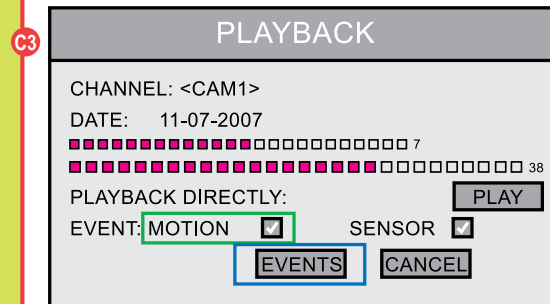 C3
PLAYBACK
CHANNEL: <CAM1>
DATE: 11-07-2007
7
38
PLAYBACK DIRECTLY: PLAY
EVENT: MOTION SENSOR
EVENTS CANCEL